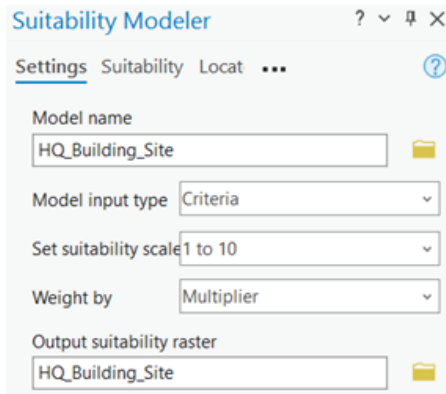 Suitability Modeler ?
Settings Suitability Locat ... ?
Model name
HQ_Building_Site
Model input type Criteria
Set suitability scale 1 to 10
Weight by Multiplier
Output suitability raster
HQ_Building_Site